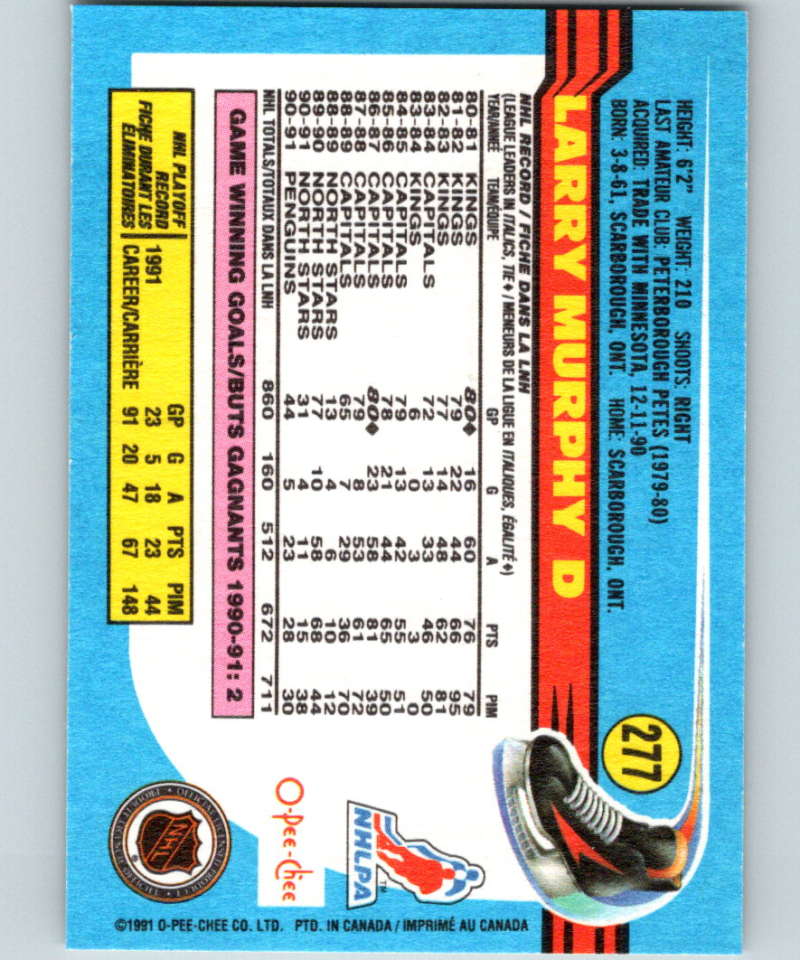 277
HEIGHT: 6'2" WEIGHT: 210 SHOOTS: RIGHT
LAST AMATEUR CLUB: PETERBOROUGH PETES (1979-80)
ACQUIRED: TRADE WITH MINNESOTA, 12-11-90
BORN: 3-8-61, SCARBOROUGH, ONT. HOME: SCARBOROUGH, ONT.
LARRY MURPHY D
NHL RECORD / FICHE DANS LA LNH
(LEAGUE LEADERS IN ITALICS, TIE ♦ / MENEURS DE LA LIGUE EN ITALIQUES, ÉGALITÉ ♦)
YEAR/ANNÉE TEAM/ÉQUIPE GP G A PTS PIM
80-81 KINGS 80♦ 16 60 76 79
81-82 KINGS 79 22 44 66 95
82-83 KINGS 77 14 48 62 81
83-84 CAPITALS 72 13 33 46 50
83-84 KINGS 6 0 3 3 0
84-85 CAPITALS 79 13 42 55 51
85-86 CAPITALS 78 21 44 65 50
86-87 CAPITALS 80♦ 23 58 81 39
87-88 CAPITALS 79 8 53 61 72
88-89 CAPITALS 65 7 29 36 70
88-89 NORTH STARS 13 4 6 10 12
89-90 NORTH STARS 77 10 58 68 44
90-91 NORTH STARS 31 4 11 15 38
90-91 PENGUINS 44 5 23 28 30
NHL TOTALS/TOTAUX DANS LA LNH 860 160 512 672 711
GAME WINNING GOALS/BUTS GAGNANTS 1990-91: 2
NHL PLAYOFF RECORD
FICHE DURANT LES ÉLIMINATOIRES
GP G A PTS PIM
1991 23 5 18 23 44
CAREER/CARRIÈRE 91 20 47 67 148
NHLPA
TM
O-Pee-Chee
NHL
©1991 O-PEE-CHEE CO. LTD. PTD. IN CANADA / IMPRIMÉ AU CANADA